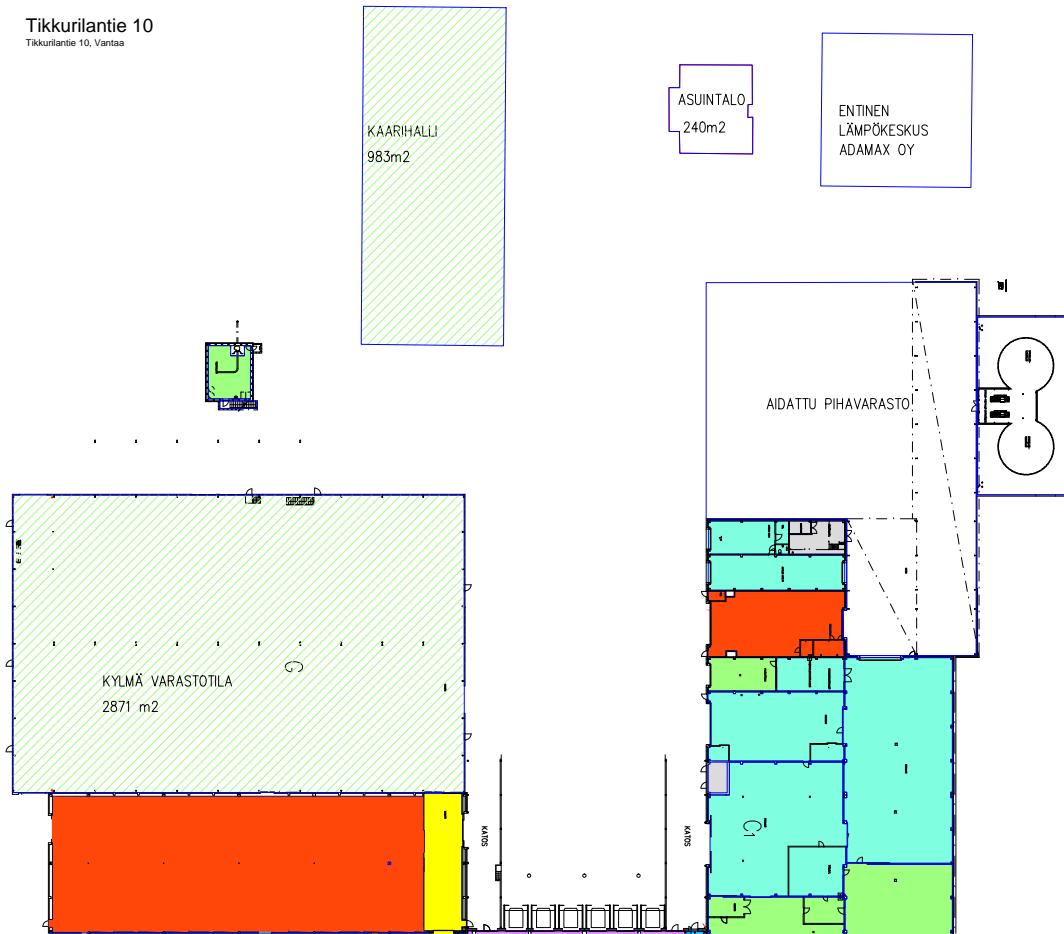 Tikkurilantie 10
Tikkurilantie 10, Vantaa
KAARIHALLI
983m2
ASUINTALO
240m2
ENTINEN
LÄMPÖKESKUS
ADAMAX OY
AIDATTU PIHAVARASTO
G
KYLMÄ VARASTOTILA
2871 m2
KATOS
KATOS
C1